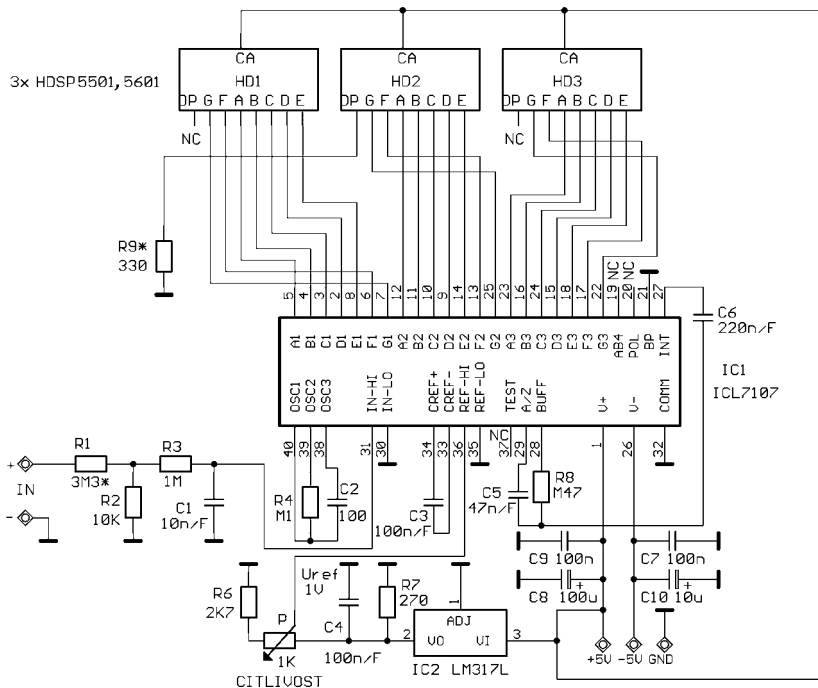 CA CA CA
HD1 HD2 HD3
3x HDSP5501,5601
DP G F A B C D E DP G F A B C D E DP G F A B C D E
NC NC
R9*
330
5 4 3 2 8 6 7 12 11 10 9 14 13 25 23 16 24 15 18 17 22 19 20 21 27
NC NC
C6
220n/F
A1 B1 C1 D1 E1 F1 G1 A2 B2 C2 D2 E2 F2 G2 A3 B3 C3 D3 E3 F3 G3 AB4 POL BP INT
IC1
ICL7107
OSC1 OSC2 OSC3 IN-HI IN-LO CREF+ CREF- REF-HI REF-LO TEST A/Z BUFF V+ V- COMM
40 39 38 31 30 34 33 36 35 37 29 28 1 26 32
NC
+ R1 R3
IN 3M3* 1M
R2
10K
C1
10n/F
-
R4
M1
C2
100
C3
100n/F
C5
47n/F
R8
M47
C9 100n C7 100n
C8 100u + C10 10u +
R6
2K7
Uref
1V
R7
270
P
1K
C4
100n/F
CITLIVOST
2 1 3
ADJ
VO VI
IC2 LM317L
+5V -5V GND